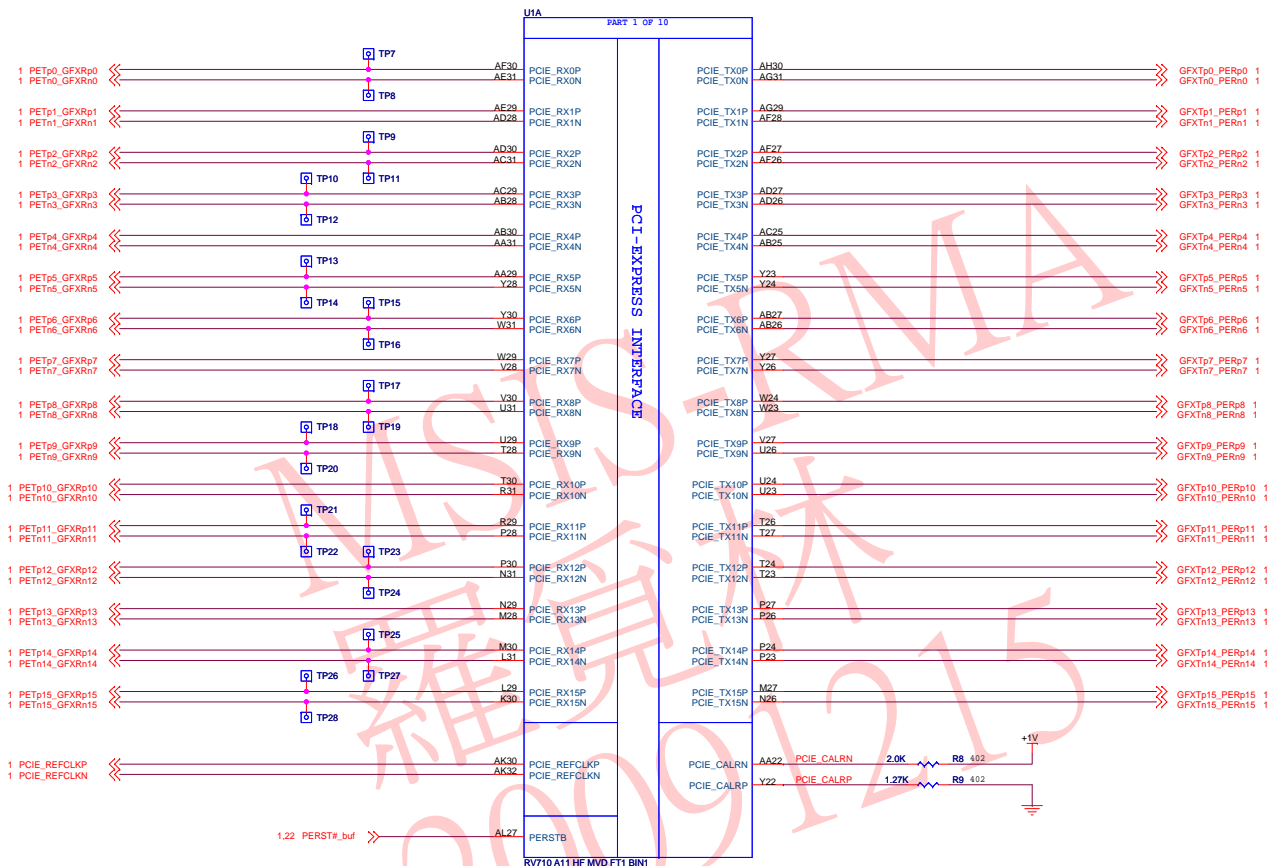 U1A
PART 1 OF 10
PCI-EXPRESS INTERFACE
TP7
1 PETp0_GFXRp0 AF30 PCIE_RX0P PCIE_TX0P AH30 GFXTp0_PERp0 1
1 PETn0_GFXRn0 AE31 PCIE_RX0N PCIE_TX0N AG31 GFXTn0_PERn0 1
TP8
1 PETp1_GFXRp1 AE29 PCIE_RX1P PCIE_TX1P AG29 GFXTp1_PERp1 1
1 PETn1_GFXRn1 AD28 PCIE_RX1N PCIE_TX1N AF28 GFXTn1_PERn1 1
TP9
1 PETp2_GFXRp2 AD30 PCIE_RX2P PCIE_TX2P AF27 GFXTp2_PERp2 1
1 PETn2_GFXRn2 AC31 PCIE_RX2N PCIE_TX2N AF26 GFXTn2_PERn2 1
TP10 TP11
1 PETp3_GFXRp3 AC29 PCIE_RX3P PCIE_TX3P AD27 GFXTp3_PERp3 1
1 PETn3_GFXRn3 AB28 PCIE_RX3N PCIE_TX3N AD26 GFXTn3_PERn3 1
TP12
1 PETp4_GFXRp4 AB30 PCIE_RX4P PCIE_TX4P AC25 GFXTp4_PERp4 1
1 PETn4_GFXRn4 AA31 PCIE_RX4N PCIE_TX4N AB25 GFXTn4_PERn4 1
TP13
1 PETp5_GFXRp5 AA29 PCIE_RX5P PCIE_TX5P Y23 GFXTp5_PERp5 1
1 PETn5_GFXRn5 Y28 PCIE_RX5N PCIE_TX5N Y24 GFXTn5_PERn5 1
TP14 TP15
1 PETp6_GFXRp6 Y30 PCIE_RX6P PCIE_TX6P AB27 GFXTp6_PERp6 1
1 PETn6_GFXRn6 W31 PCIE_RX6N PCIE_TX6N AB26 GFXTn6_PERn6 1
TP16
1 PETp7_GFXRp7 W29 PCIE_RX7P PCIE_TX7P Y27 GFXTp7_PERp7 1
1 PETn7_GFXRn7 V28 PCIE_RX7N PCIE_TX7N Y26 GFXTn7_PERn7 1
TP17
1 PETp8_GFXRp8 V30 PCIE_RX8P PCIE_TX8P W24 GFXTp8_PERp8 1
1 PETn8_GFXRn8 U31 PCIE_RX8N PCIE_TX8N W23 GFXTn8_PERn8 1
TP18 TP19
1 PETp9_GFXRp9 U29 PCIE_RX9P PCIE_TX9P V27 GFXTp9_PERp9 1
1 PETn9_GFXRn9 T28 PCIE_RX9N PCIE_TX9N U26 GFXTn9_PERn9 1
TP20
1 PETp10_GFXRp10 T30 PCIE_RX10P PCIE_TX10P U24 GFXTp10_PERp10 1
1 PETn10_GFXRn10 R31 PCIE_RX10N PCIE_TX10N U23 GFXTn10_PERn10 1
TP21
1 PETp11_GFXRp11 R29 PCIE_RX11P PCIE_TX11P T26 GFXTp11_PERp11 1
1 PETn11_GFXRn11 P28 PCIE_RX11N PCIE_TX11N T27 GFXTn11_PERn11 1
TP22 TP23
1 PETp12_GFXRp12 P30 PCIE_RX12P PCIE_TX12P T24 GFXTp12_PERp12 1
1 PETn12_GFXRn12 N31 PCIE_RX12N PCIE_TX12N T23 GFXTn12_PERn12 1
TP24
1 PETp13_GFXRp13 N29 PCIE_RX13P PCIE_TX13P P27 GFXTp13_PERp13 1
1 PETn13_GFXRn13 M28 PCIE_RX13N PCIE_TX13N P26 GFXTn13_PERn13 1
TP25
1 PETp14_GFXRp14 M30 PCIE_RX14P PCIE_TX14P P24 GFXTp14_PERp14 1
1 PETn14_GFXRn14 L31 PCIE_RX14N PCIE_TX14N P23 GFXTn14_PERn14 1
TP26 TP27
1 PETp15_GFXRp15 L29 PCIE_RX15P PCIE_TX15P M27 GFXTp15_PERp15 1
1 PETn15_GFXRn15 K30 PCIE_RX15N PCIE_TX15N N26 GFXTn15_PERn15 1
TP28
+1V
1 PCIE_REFCLKP AK30 PCIE_REFCLKP PCIE_CALRN AA22 PCIE_CALRN 2.0K R8 402
1 PCIE_REFCLKN AK32 PCIE_REFCLKN
PCIE_CALRP Y22 PCIE_CALRP 1.27K R9 402
1,22 PERST#_buf AL27 PERSTB
RV710 A11 HF MVD FT1 BIN1
MSIS-RMA
羅覓林
20091215